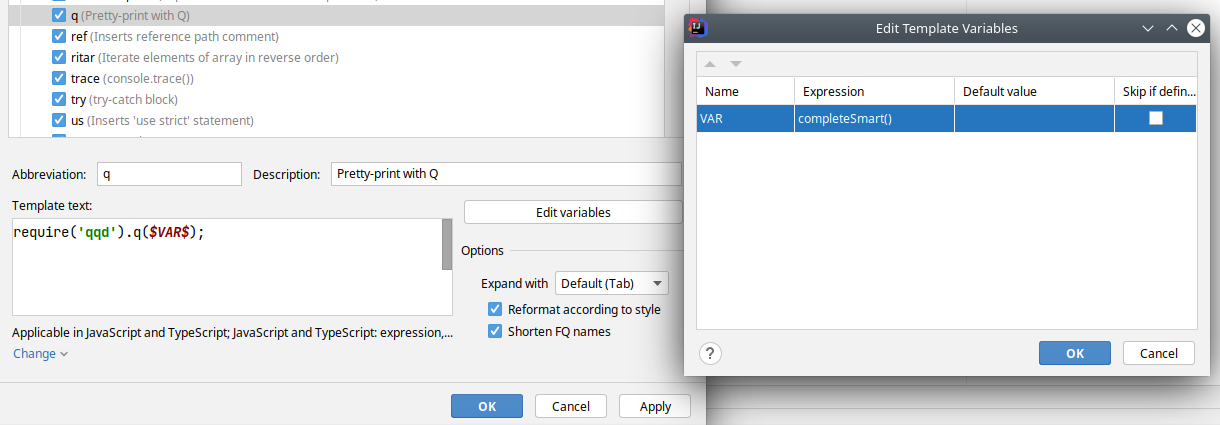 q (Pretty-print with Q)
ref (Inserts reference path comment)
ritar (Iterate elements of array in reverse order)
trace (console.trace())
try (try-catch block)
us (Inserts 'use strict' statement)
Abbreviation: q Description: Pretty-print with Q
Template text:
require('qqd').q($VAR$);
Edit variables
Options
Expand with Default (Tab)
Reformat according to style
Shorten FQ names
Applicable in JavaScript and TypeScript; JavaScript and TypeScript: expression,...
Change
OK Cancel Apply
IJ
Edit Template Variables
Name Expression Default value Skip if defin...
VAR completeSmart()
? OK Cancel